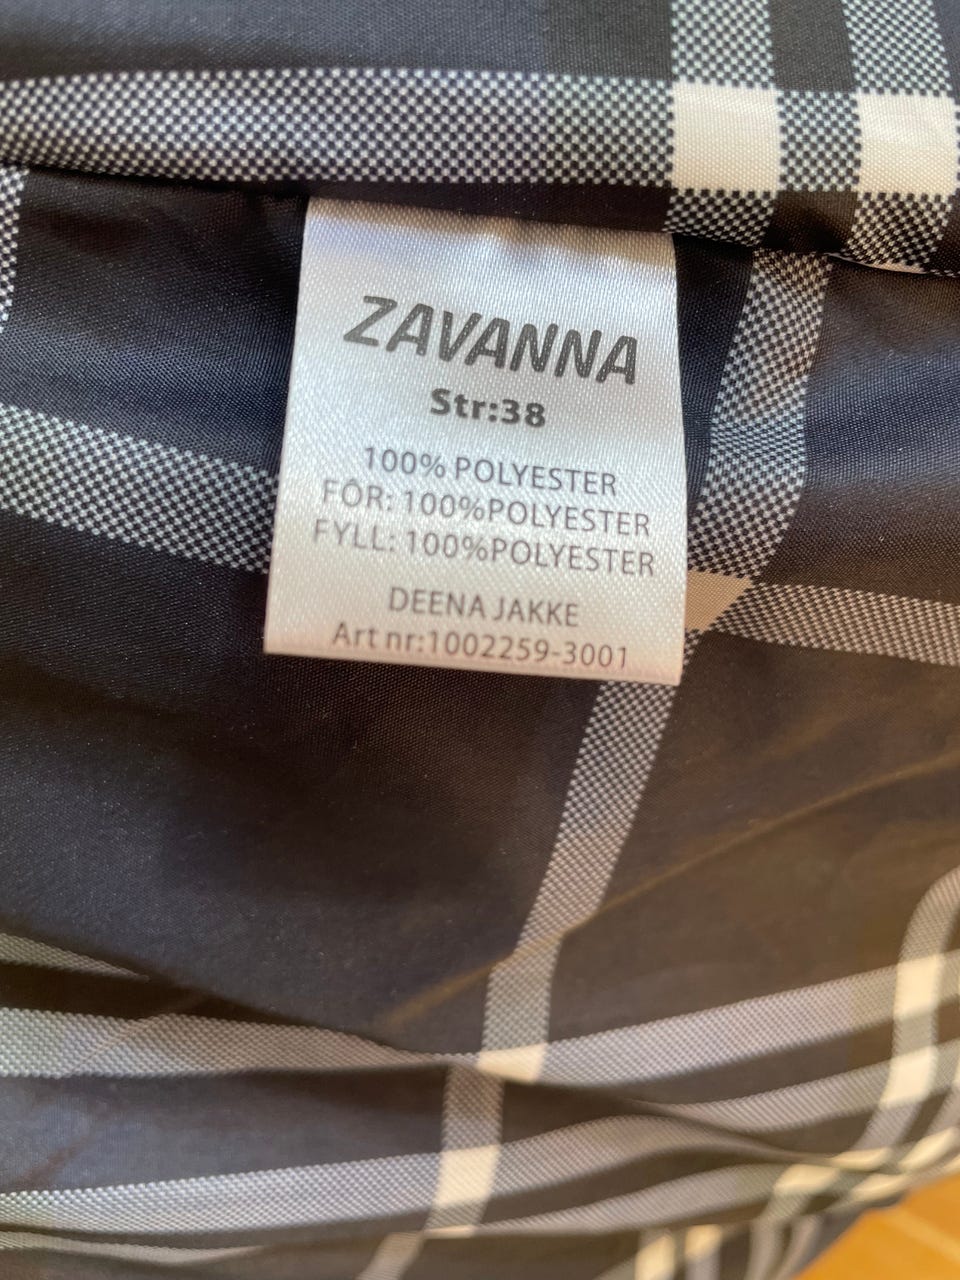 ZAVANNA
Str:38
100% POLYESTER
FÔR: 100%POLYESTER
FYLL: 100%POLYESTER
DEENA JAKKE
Art nr:1002259-3001